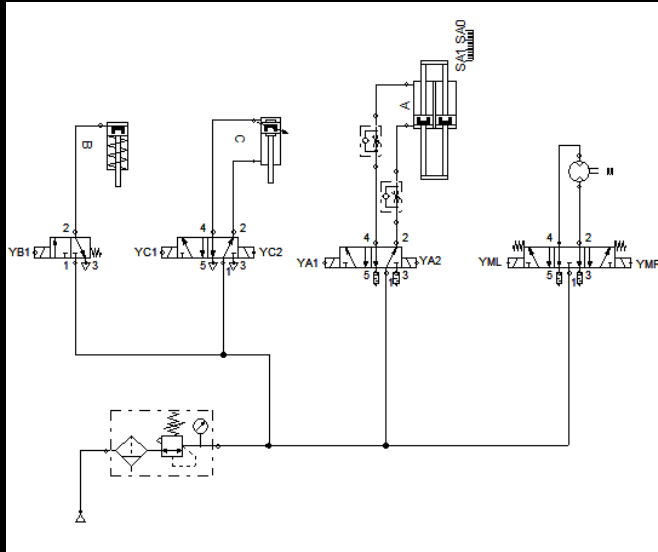 SA1 SA0
A
B
C
M
2
4 2
4 2
4 2
YB1
YC1 YC2
YA1 YA2
YML YMR
1 3
5 1 3
5 1 3
5 1 3